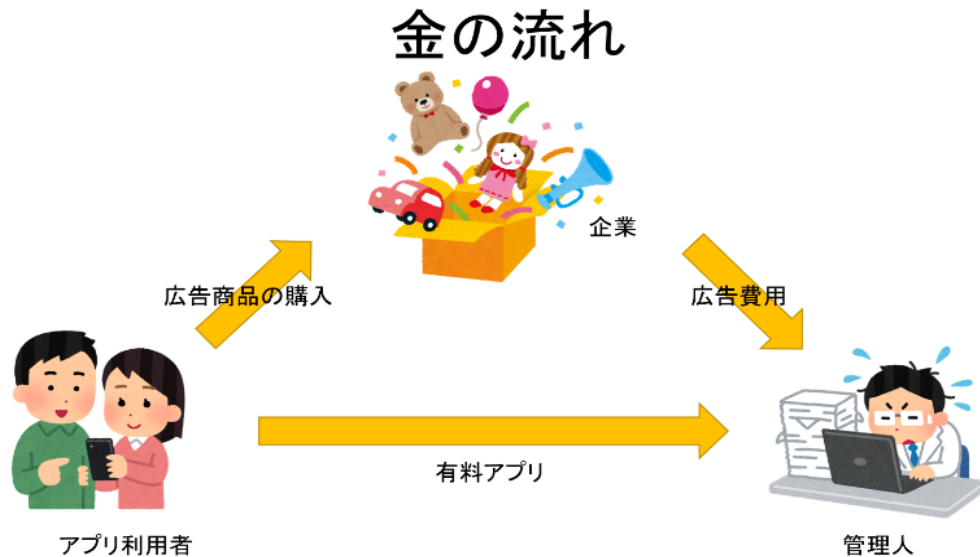 金の流れ
企業
広告商品の購入
広告費用
有料アプリ
アプリ利用者
管理人